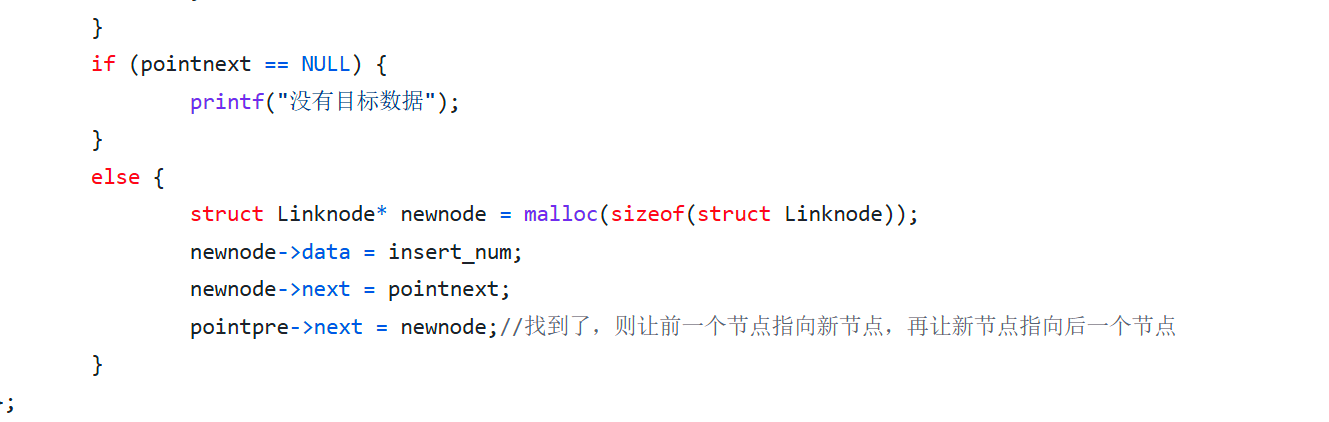 }
if (pointnext == NULL) {
printf("没有目标数据");
}
else {
struct Linknode* newnode = malloc(sizeof(struct Linknode));
newnode->data = insert_num;
newnode->next = pointnext;
pointpre->next = newnode;//找到了，则让前一个节点指向新节点，再让新节点指向后一个节点
}
};